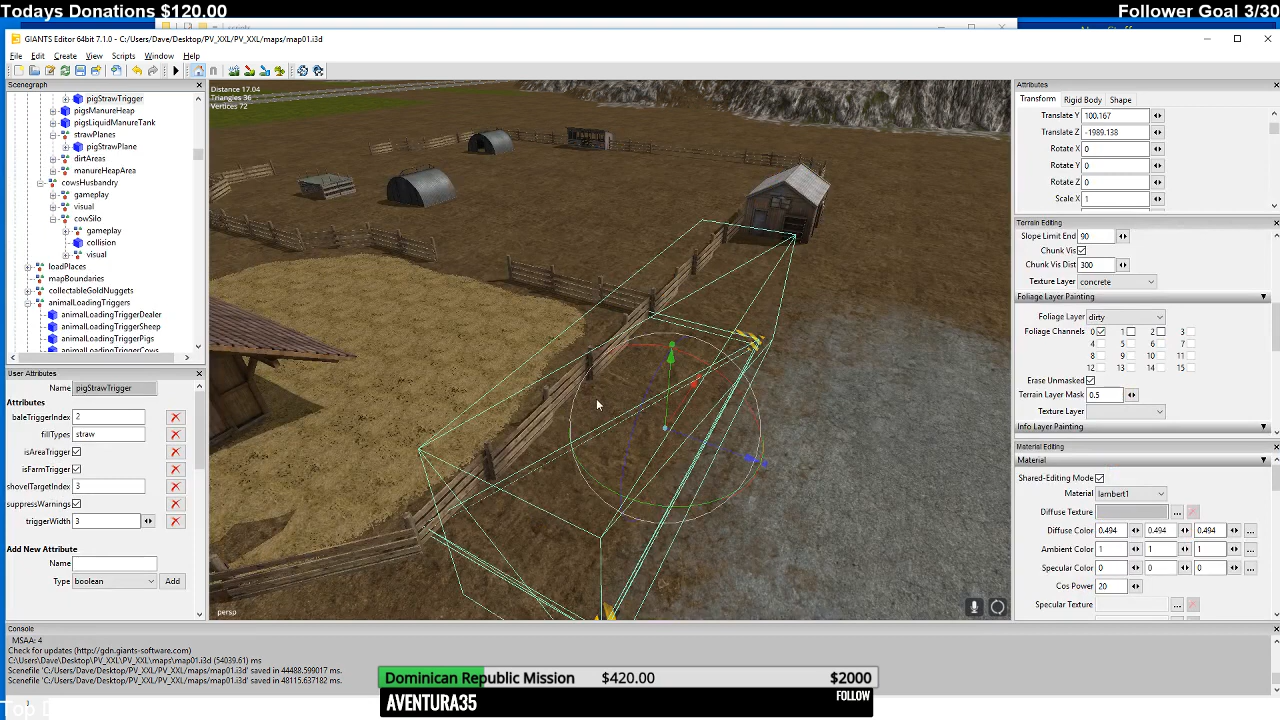 Todays Donations $120.00
Follower Goal 3/30
GIANTS Editor 64bit 7.1.0 - C:/Users/Dave/Desktop/PV_XXL/PV_XXL/maps/map01.i3d
File Edit Create View Scripts Window Help
Scenegraph
pigStrawTrigger
pigsManureHeap
pigsLiquidManureTank
strawPlanes
pigStrawPlane
dirtAreas
manureHeapArea
cowsHusbandry
gameplay
visual
cowSilo
gameplay
collision
visual
loadPlaces
mapBoundaries
collectableGoldNuggets
animalLoadingTriggers
animalLoadingTriggerDealer
animalLoadingTriggerSheep
animalLoadingTriggerPigs
animalLoadingTriggerCows
User Attributes
Name pigStrawTrigger
Attributes
baleTriggerIndex 2
fillTypes straw
isAreaTrigger
isFarmTrigger
shovelTargetIndex 3
suppressWarnings
triggerWidth 3
Add New Attribute
Name
Type boolean Add
Distance 17.04
Triangles 36
Vertices 72
persp
Attributes
Transform Rigid Body Shape
Translate Y 100.167
Translate Z -1989.138
Rotate X 0
Rotate Y 0
Rotate Z 0
Scale X 1
Terrain Editing
Slope Limit End 90
Chunk Vis
Chunk Vis Dist 300
Texture Layer concrete
Foliage Layer Painting
Foliage Layer dirty
Foliage Channels 0 1 2 3
4 5 6 7
8 9 10 11
12 13 14 15
Erase Unmasked
Terrain Layer Mask 0.5
Texture Layer
Info Layer Painting
Material Editing
Material
Shared-Editing Mode
Material lambert1
Diffuse Texture ...
Diffuse Color 0.494 0.494 0.494 ...
Ambient Color 1 1 1 ...
Specular Color 0 0 0 ...
Cos Power 20
Specular Texture ...
Console
MSAA: 4
Check for updates (http://gdn.giants-software.com)
C:\Users\Dave\Desktop\PV_XXL\PV_XXL\maps\map01.i3d (54039.61) ms
Scenefile 'C:/Users/Dave/Desktop/PV_XXL/PV_XXL/maps/map01.i3d' saved in 44488.599017 ms.
Scenefile 'C:/Users/Dave/Desktop/PV_XXL/PV_XXL/maps/map01.i3d' saved in 48115.637182 ms.
Dominican Republic Mission $420.00 $2000
AVENTURA35 FOLLOW
Top D